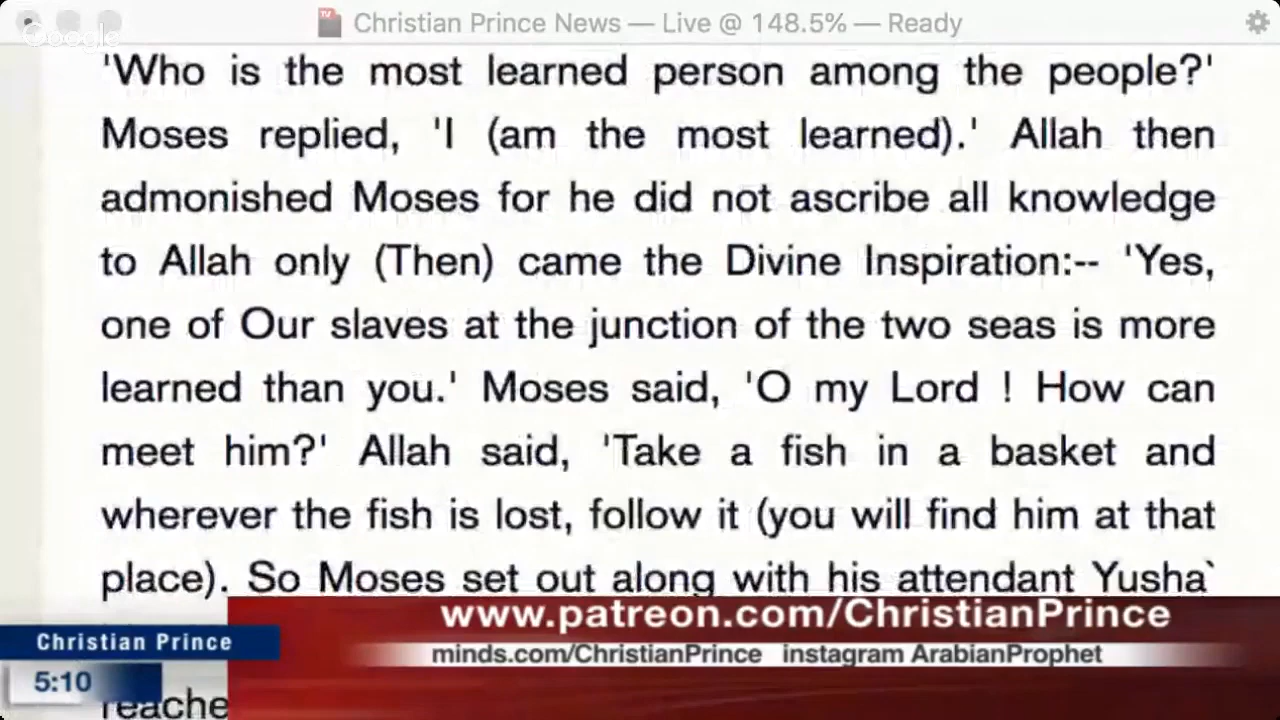 Christian Prince News — Live @ 148.5% — Ready
TV
Google
'Who is the most learned person among the people?'
Moses replied, 'I (am the most learned).' Allah then
admonished Moses for he did not ascribe all knowledge
to Allah only (Then) came the Divine Inspiration:-- 'Yes,
one of Our slaves at the junction of the two seas is more
learned than you.' Moses said, 'O my Lord ! How can
meet him?' Allah said, 'Take a fish in a basket and
wherever the fish is lost, follow it (you will find him at that
place). So Moses set out along with his attendant Yusha`
www.patreon.com/ChristianPrince
Christian Prince
minds.com/ChristianPrince instagram ArabianProphet
5:10
reache